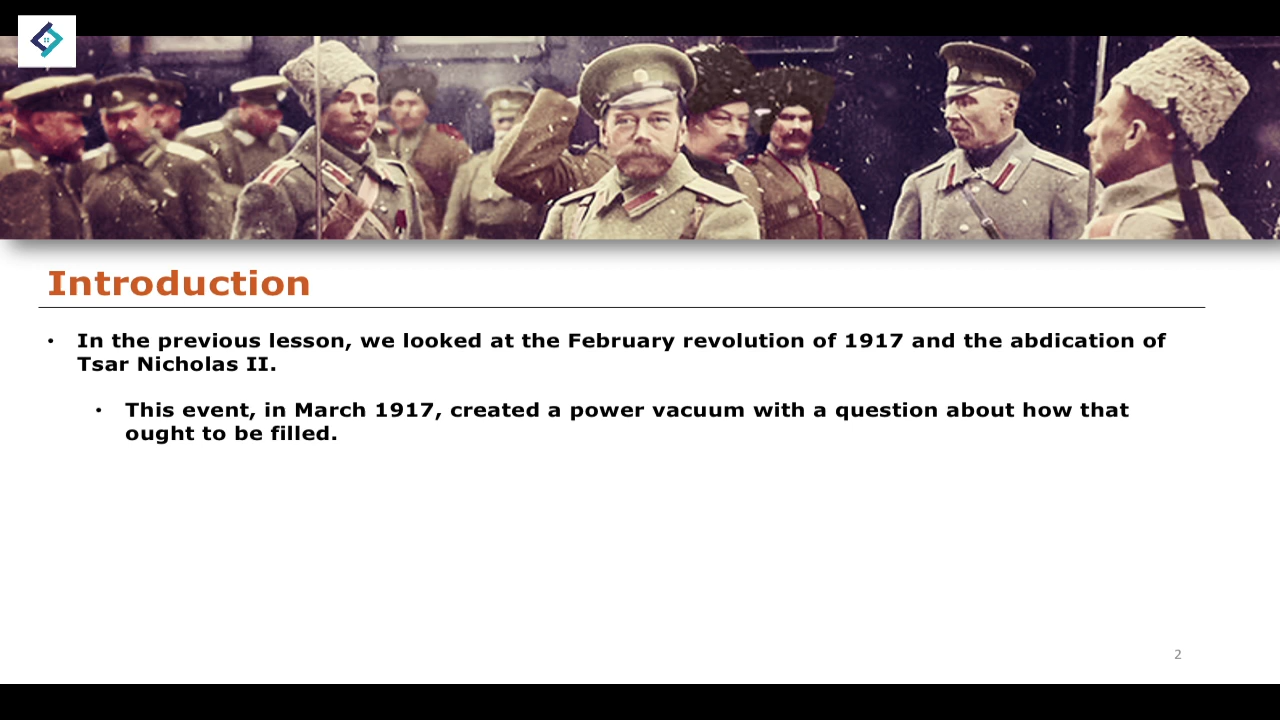 Introduction
• In the previous lesson, we looked at the February revolution of 1917 and the abdication of
Tsar Nicholas II.
• This event, in March 1917, created a power vacuum with a question about how that
ought to be filled.
2